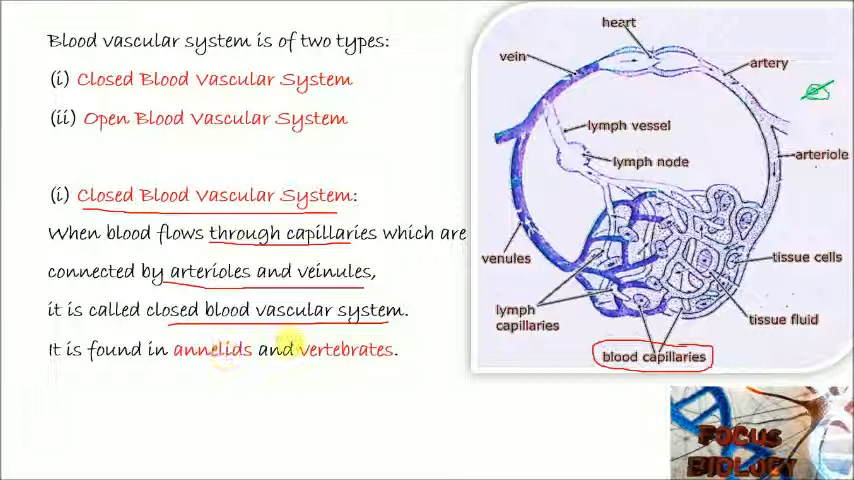 Blood vascular system is of two types:
(i) Closed Blood Vascular System
(ii) Open Blood Vascular System
(i) Closed Blood Vascular System:
When blood flows through capillaries which are
connected by arterioles and veinules,
it is called closed blood vascular system.
It is found in annelids and vertebrates.
heart
vein
artery
lymph vessel
arteriole
lymph node
venules
tissue cells
lymph
capillaries
tissue fluid
blood capillaries
FOCUS
BIOLOGY